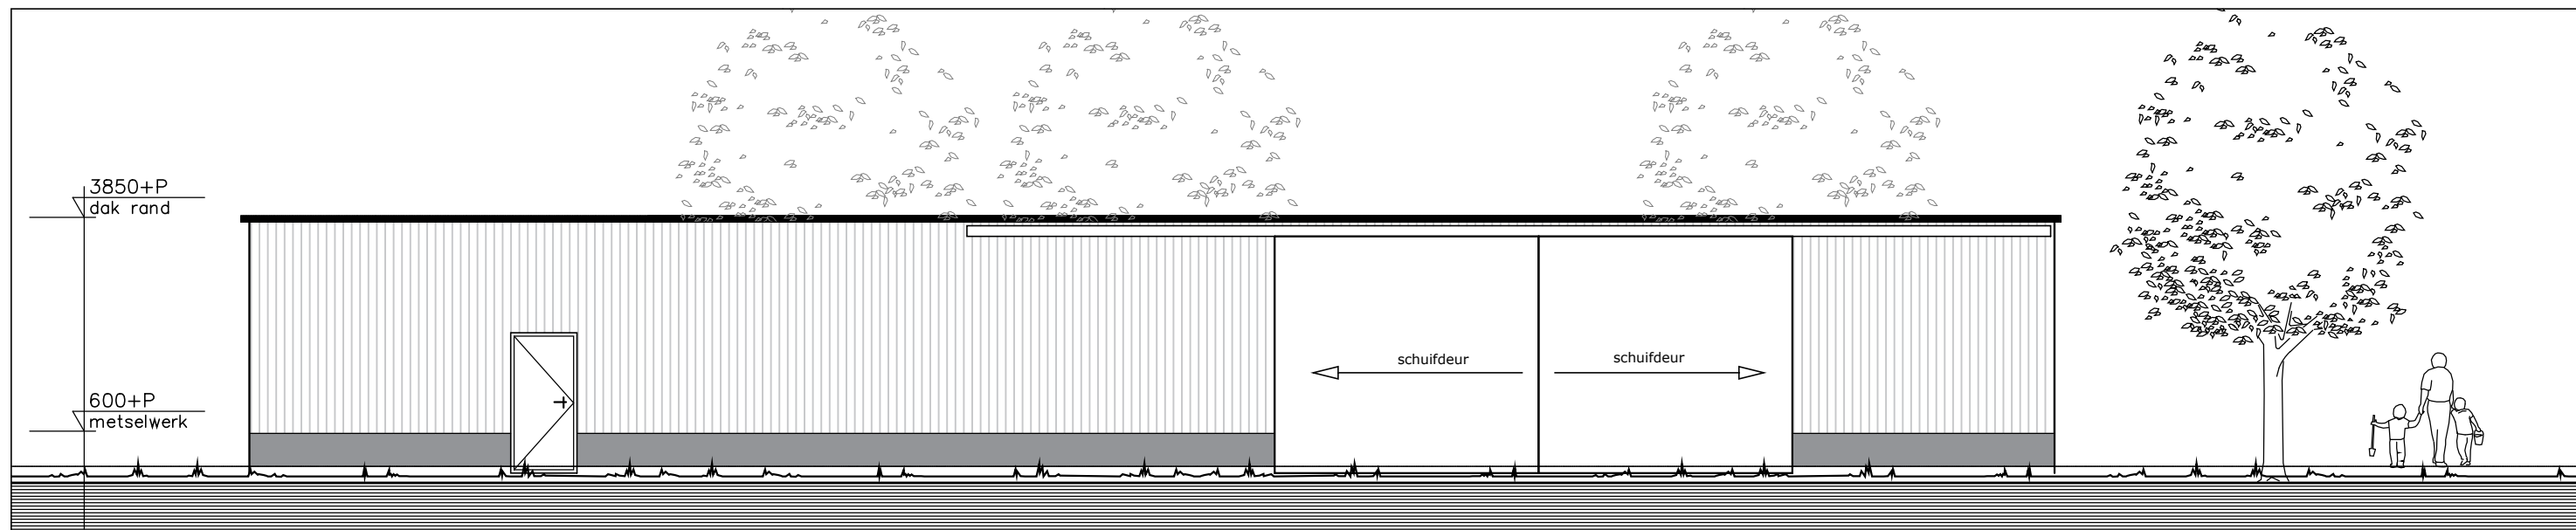 3850+P
dak rand
schuifdeur
schuifdeur
600+P
metselwerk